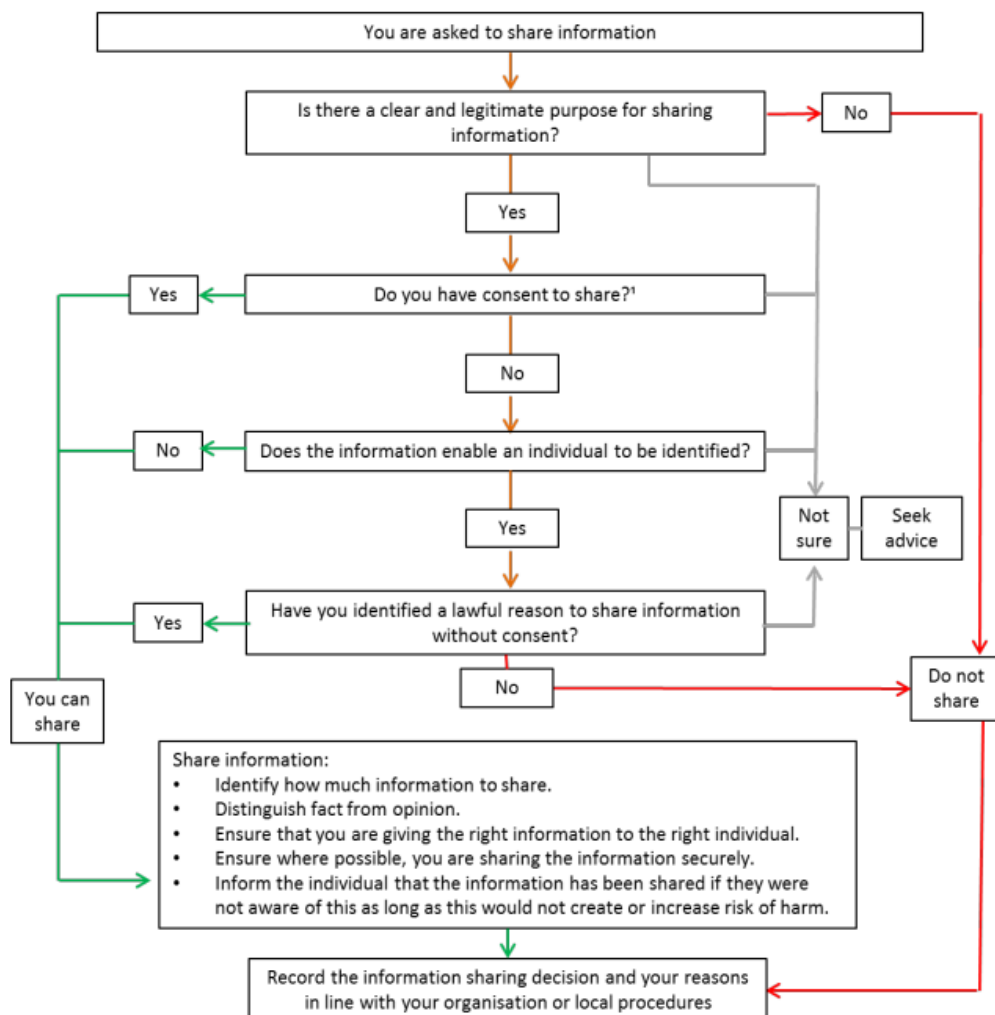 You are asked to share information
Is there a clear and legitimate purpose for sharing
information?
No
Yes
Yes
Do you have consent to share?¹
No
No
Does the information enable an individual to be identified?
Yes
Not
sure
Seek
advice
Yes
Have you identified a lawful reason to share information
without consent?
No
Do not
share
You can
share
Share information:
• Identify how much information to share.
• Distinguish fact from opinion.
• Ensure that you are giving the right information to the right individual.
• Ensure where possible, you are sharing the information securely.
• Inform the individual that the information has been shared if they were
not aware of this as long as this would not create or increase risk of harm.
Record the information sharing decision and your reasons
in line with your organisation or local procedures